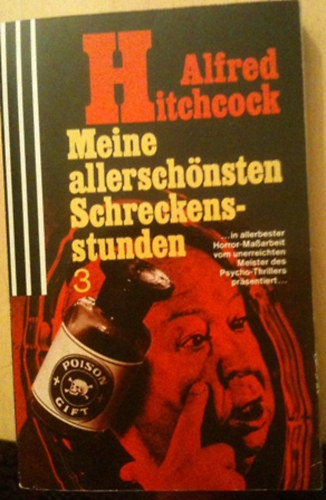 Alfred
Hitchcock
Meine
allerschönsten
Schreckens-
stunden
3
...in allerbester
Horror-Maßarbeit
vom unerreichten
Meister des
Psycho-Thrillers
präsentiert...
POISON
GIFT